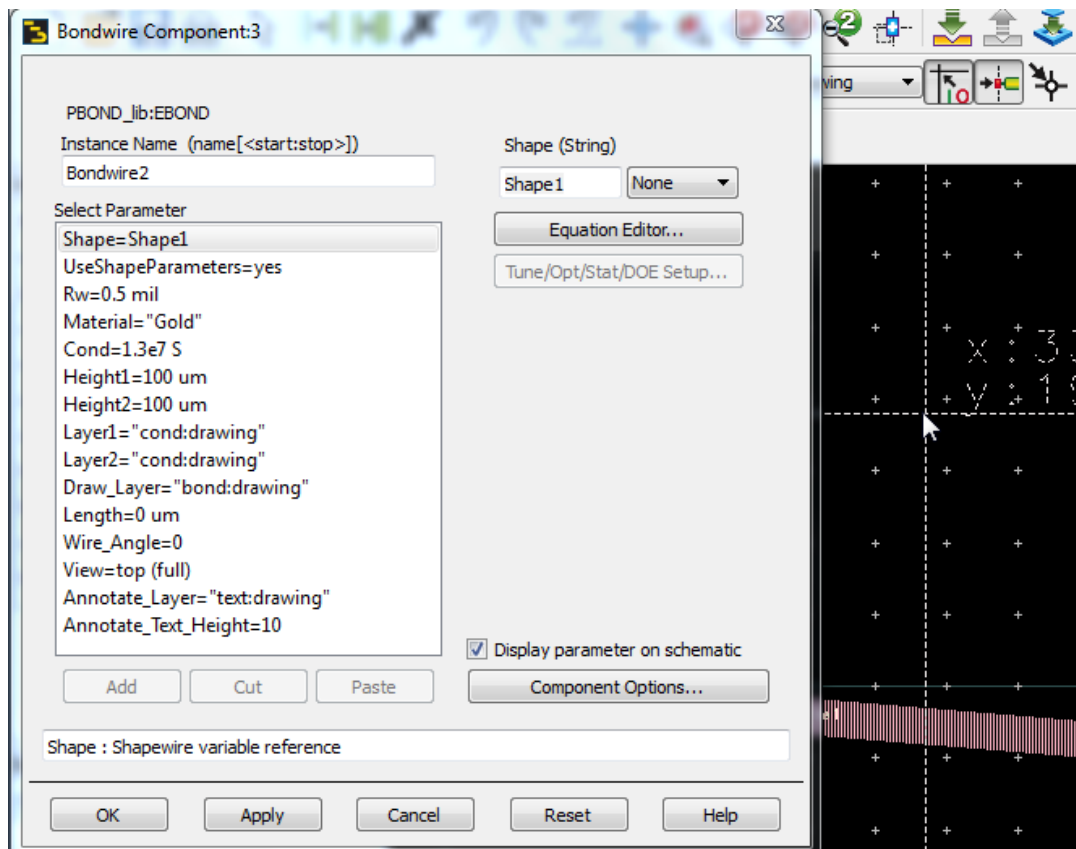 Bondwire Component:3
PBOND_lib:EBOND
Instance Name (name[<start:stop>])
Bondwire2
Select Parameter
Shape=Shape1
UseShapeParameters=yes
Rw=0.5 mil
Material="Gold"
Cond=1.3e7 S
Height1=100 um
Height2=100 um
Layer1="cond:drawing"
Layer2="cond:drawing"
Draw_Layer="bond:drawing"
Length=0 um
Wire_Angle=0
View=top (full)
Annotate_Layer="text:drawing"
Annotate_Text_Height=10
Add
Cut
Paste
Shape (String)
Shape1
None
Equation Editor...
Tune/Opt/Stat/DOE Setup...
Display parameter on schematic
Component Options...
Shape : Shapewire variable reference
OK
Apply
Cancel
Reset
Help
2
wing
x:33
y:19